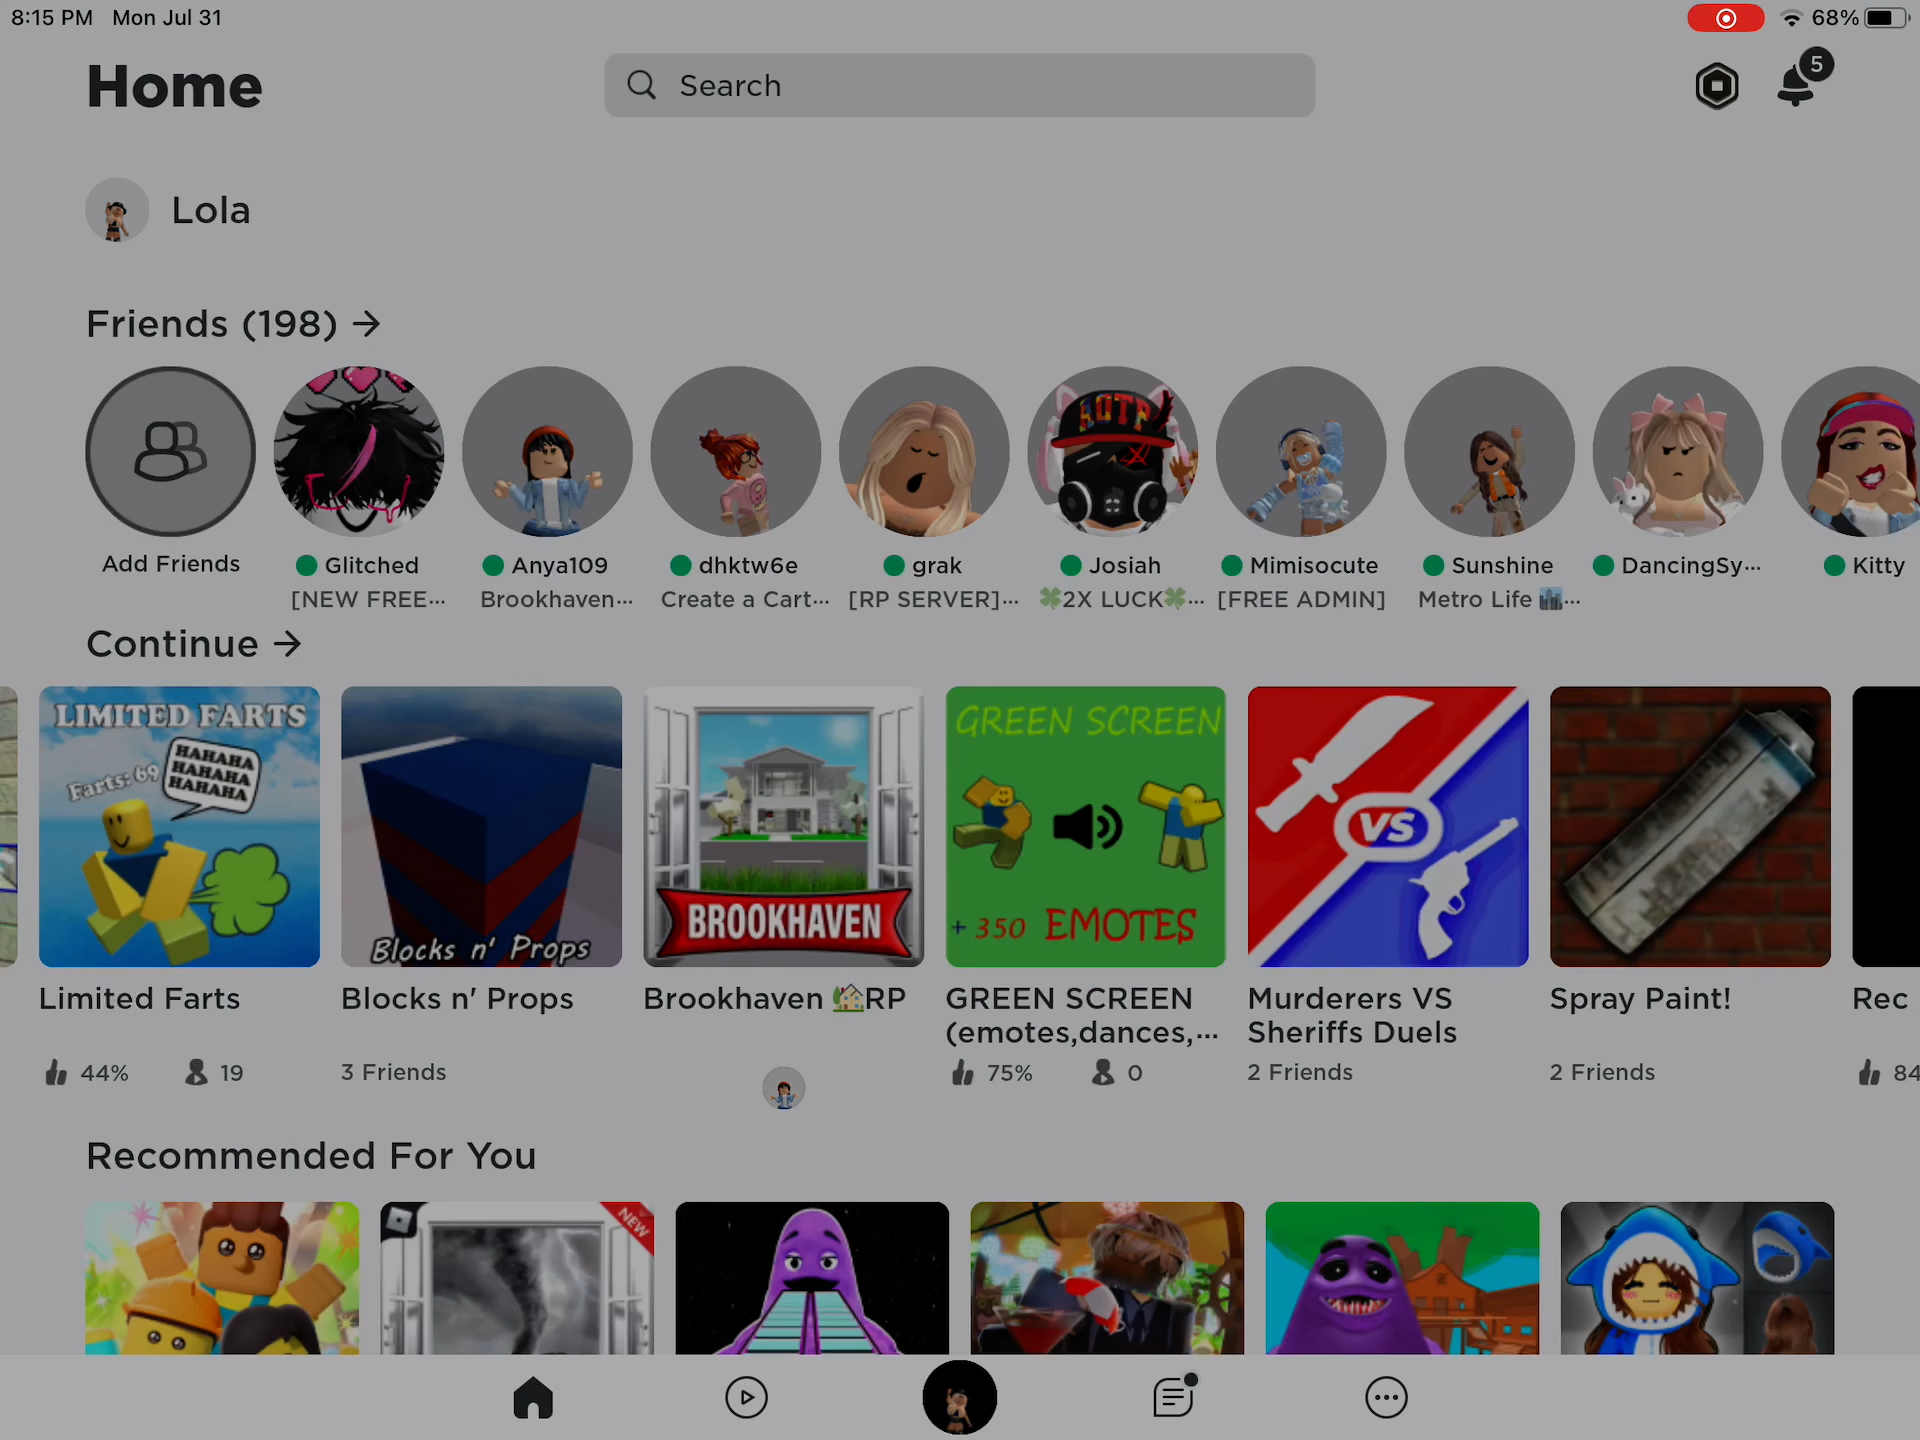 8:15 PM Mon Jul 31
68%
Home
Search
5
Lola
Friends (198) →
Add Friends
Glitched
[NEW FREE...
Anya109
Brookhaven...
dhktw6e
Create a Cart...
grak
[RP SERVER]...
Josiah
🍀2X LUCK🍀...
Mimisocute
[FREE ADMIN]
Sunshine
Metro Life 🏙️...
DancingSy...
Kitty
Continue →
LIMITED FARTS
Farts: 69
HAHAHA
HAHAHA
HAHAHA
Blocks n' Props
BROOKHAVEN
GREEN SCREEN
+ 350 EMOTES
VS
Limited Farts
44% 19
Blocks n' Props
3 Friends
Brookhaven 🏡RP
GREEN SCREEN
(emotes,dances,...
75% 0
Murderers VS
Sheriffs Duels
2 Friends
Spray Paint!
2 Friends
Rec
84
Recommended For You
NEW